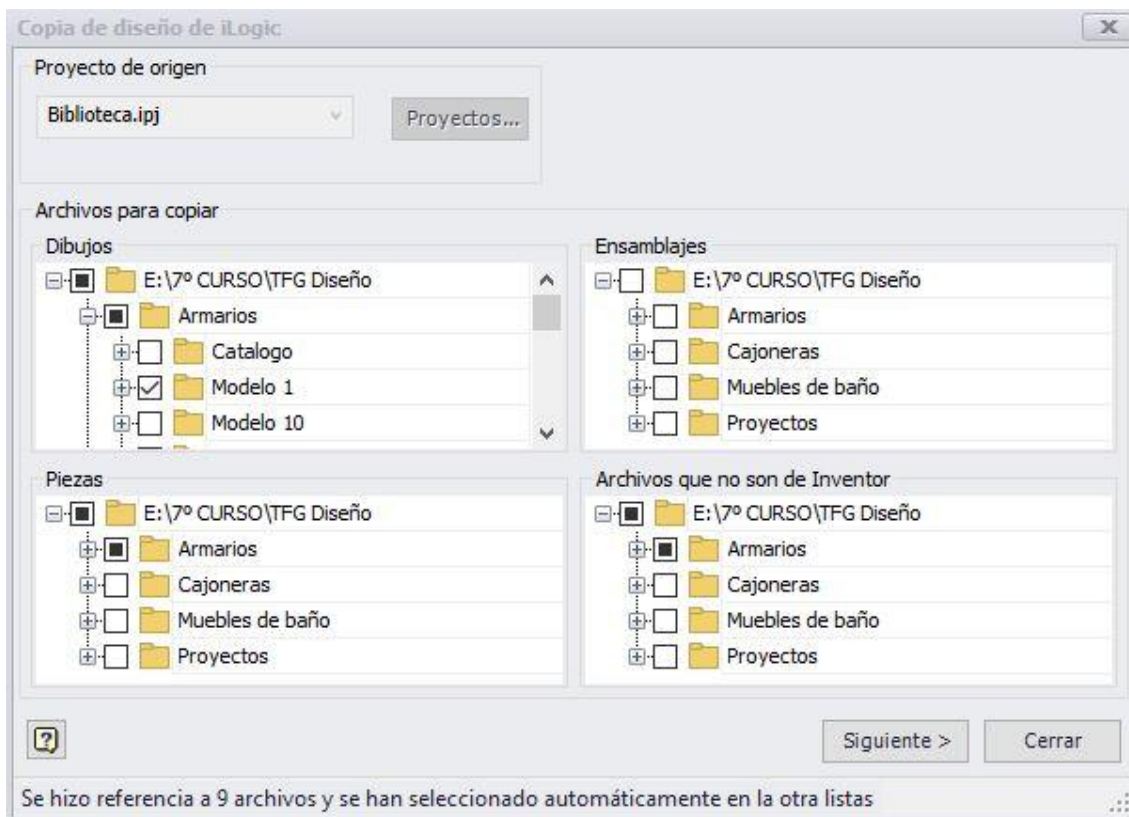 Copia de diseño de iLogic
Proyecto de origen
Biblioteca.ipj
Proyectos...
Archivos para copiar
Dibujos
E:\7º CURSO\TFG Diseño
Armarios
Catalogo
Modelo 1
Modelo 10
Ensamblajes
E:\7º CURSO\TFG Diseño
Armarios
Cajoneras
Muebles de baño
Proyectos
Piezas
E:\7º CURSO\TFG Diseño
Armarios
Cajoneras
Muebles de baño
Proyectos
Archivos que no son de Inventor
E:\7º CURSO\TFG Diseño
Armarios
Cajoneras
Muebles de baño
Proyectos
Siguiente >
Cerrar
Se hizo referencia a 9 archivos y se han seleccionado automáticamente en la otra listas